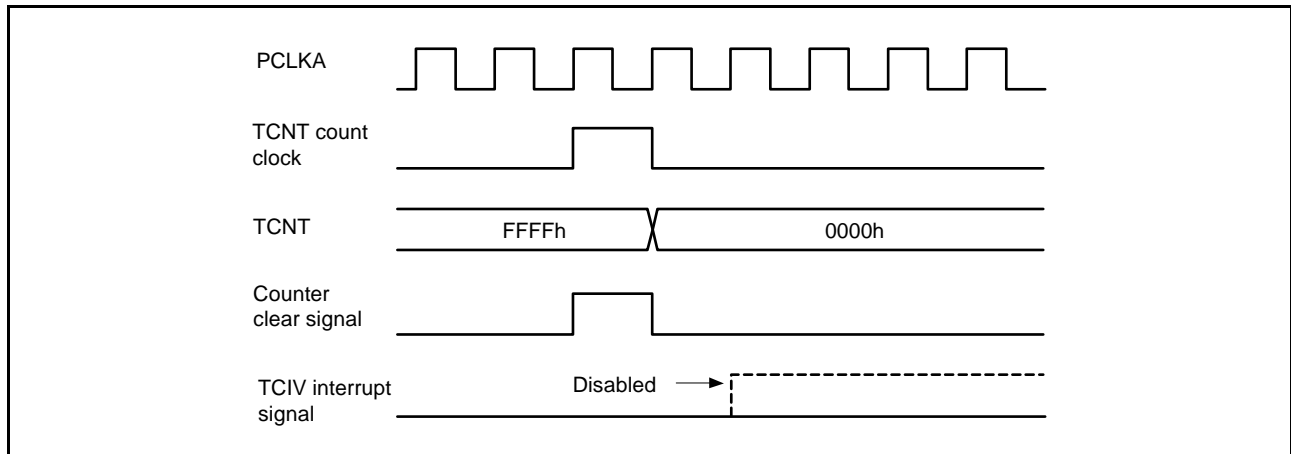 PCLKA
TCNT count
clock
TCNT
FFFFh
0000h
Counter
clear signal
TCIV interrupt
signal
Disabled